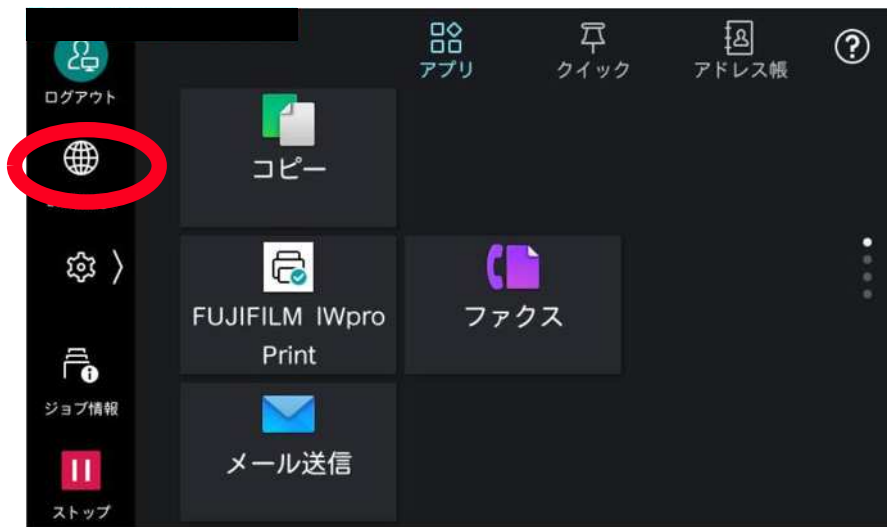 アプリ
クイック
アドレス帳
ログアウト
コピー
FUJIFILM IWpro
Print
ファクス
ジョブ情報
メール送信
ストップ